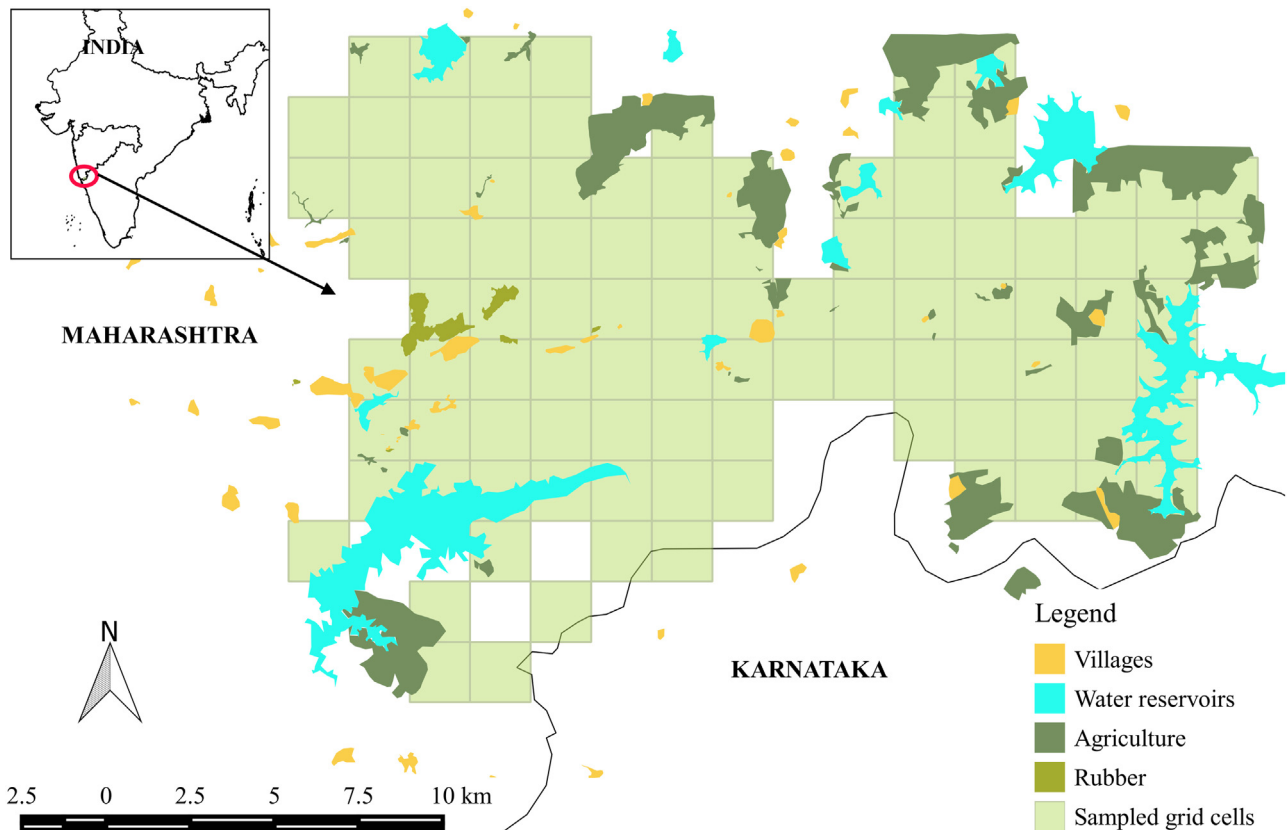 INDIA
MAHARASHTRA
N
KARNATAKA
Legend
Villages
Water reservoirs
Agriculture
Rubber
Sampled grid cells
2.5 0 2.5 5 7.5 10 km